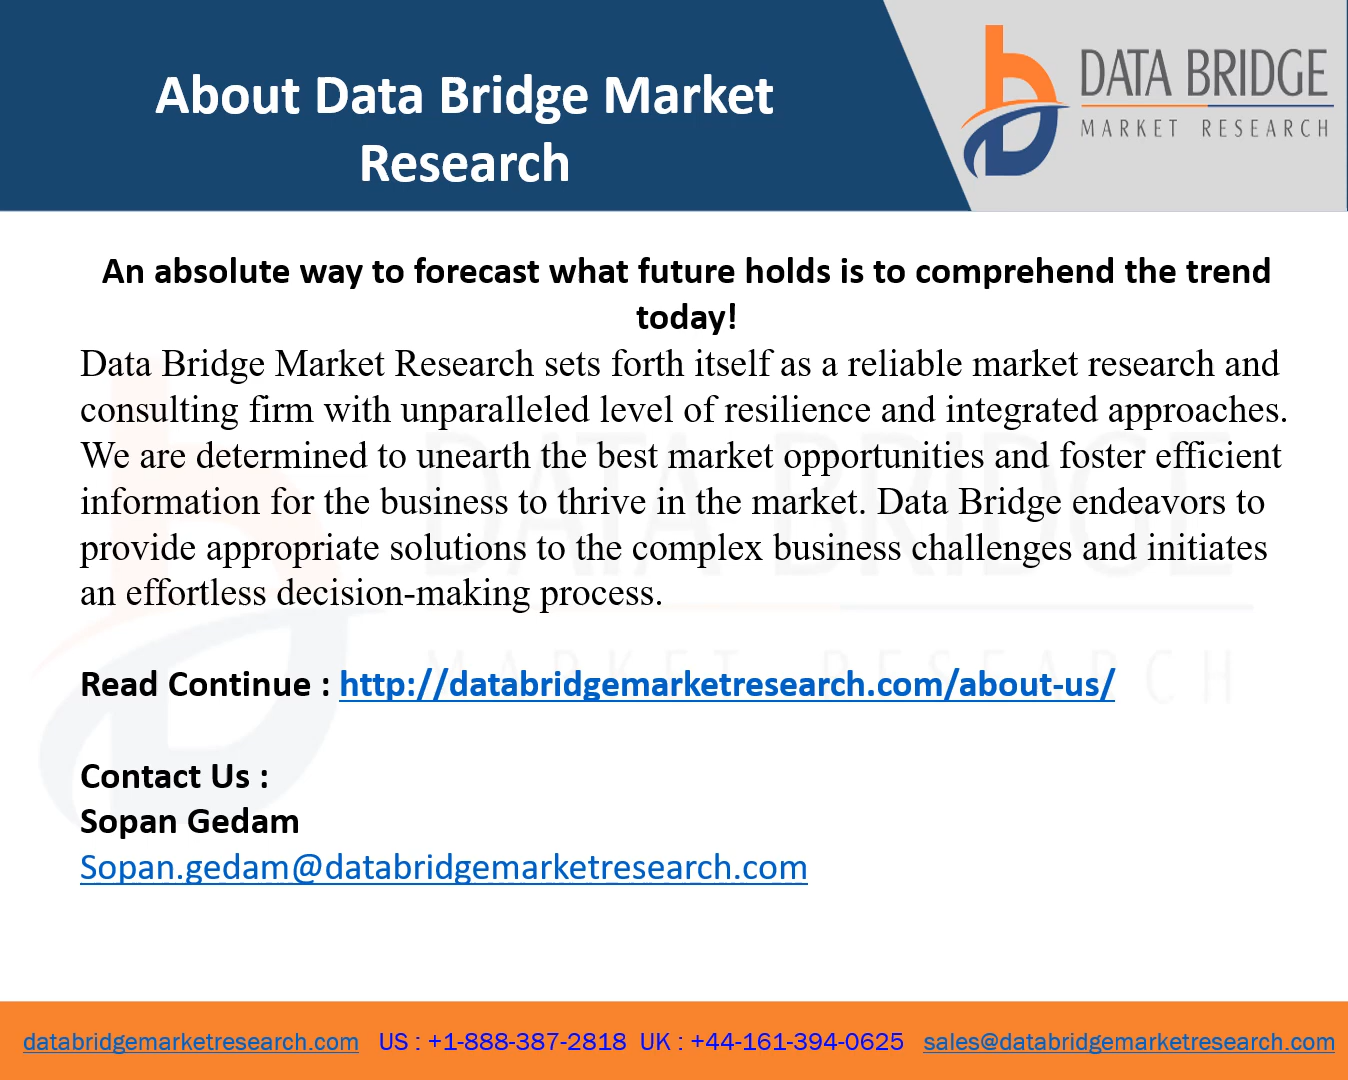 About Data Bridge Market
Research
DATA BRIDGE
MARKET RESEARCH
An absolute way to forecast what future holds is to comprehend the trend
today!
Data Bridge Market Research sets forth itself as a reliable market research and
consulting firm with unparalleled level of resilience and integrated approaches.
We are determined to unearth the best market opportunities and foster efficient
information for the business to thrive in the market. Data Bridge endeavors to
provide appropriate solutions to the complex business challenges and initiates
an effortless decision-making process.
DATA BRIDGE
MARKET RESEARCH
Read Continue : http://databridgemarketresearch.com/about-us/
Contact Us :
Sopan Gedam
Sopan.gedam@databridgemarketresearch.com
databridgemarketresearch.com US : +1-888-387-2818 UK : +44-161-394-0625 sales@databridgemarketresearch.com